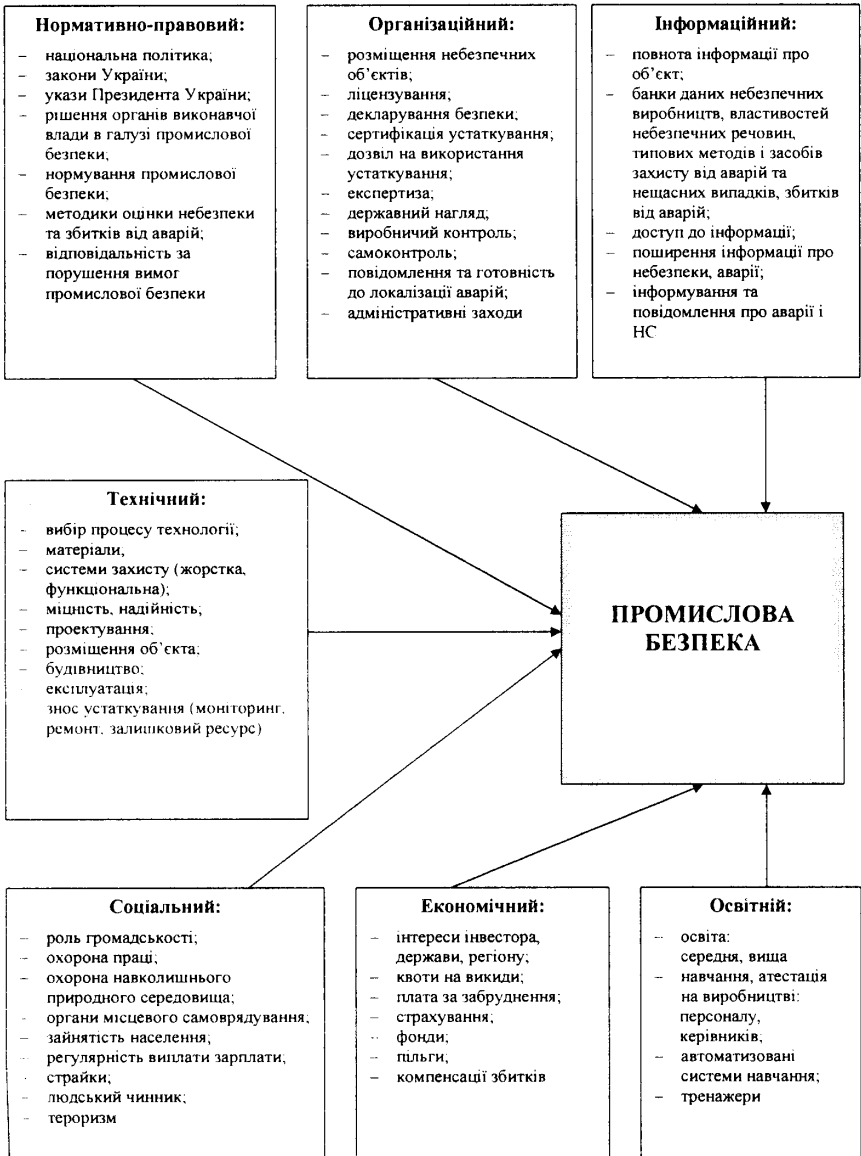 Нормативно-правовий:
– національна політика;
– закони України;
– укази Президента України;
– рішення органів виконавчої
влади в галузі промислової
безпеки;
– нормування промислової
безпеки;
– методики оцінки небезпеки
та збитків від аварій;
– відповідальність за
порушення вимог
промислової безпеки
Організаційний:
– розміщення небезпечних
об’єктів;
– ліцензування;
– декларування безпеки;
– сертифікація устаткування;
– дозвіл на використання
устаткування;
– експертиза;
– державний нагляд;
– виробничий контроль;
– самоконтроль;
– повідомлення та готовність
до локалізації аварій;
– адміністративні заходи
Інформаційний:
– повнота інформації про
об’єкт;
– банки даних небезпечних
виробництв, властивостей
небезпечних речовин,
типових методів і засобів
захисту від аварій та
нещасних випадків, збитків
від аварій;
– доступ до інформації;
– поширення інформації про
небезпеки, аварії;
– інформування та
повідомлення про аварії і
НС
Технічний:
- вибір процесу технології;
– матеріали,
- системи захисту (жорстка,
функціональна);
– міцність, надійність;
– проектування;
– розміщення об’єкта;
– будівництво;
експлуатація;
знос устаткування (моніторинг,
ремонт, залишковий ресурс)
ПРОМИСЛОВА
БЕЗПЕКА
Соціальний:
– роль громадськості;
– охорона праці;
– охорона навколишнього
природного середовища;
- органи місцевого самоврядування;
– зайнятість населення;
- регулярність виплати зарплати;
страйки;
– людський чинник;
– тероризм
Економічний:
– інтереси інвестора,
держави, регіону;
– квоти на викиди;
– плата за забруднення;
– страхування;
– фонди;
– пільги;
– компенсації збитків
Освітній:
– освіта:
середня, вища
– навчання, атестація
на виробництві:
персоналу,
керівників;
– автоматизовані
системи навчання;
– тренажери